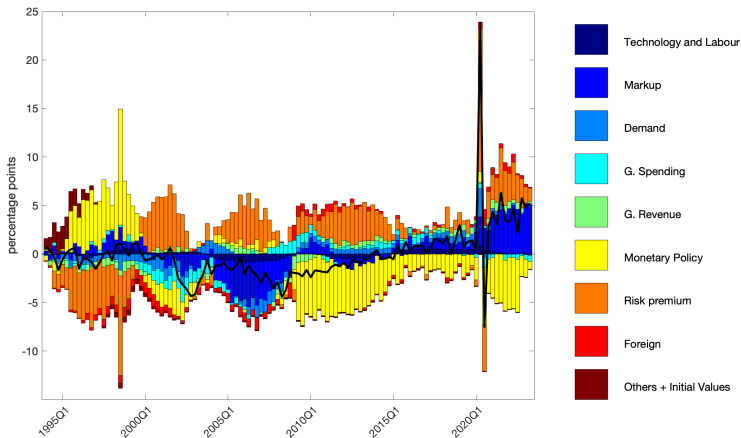 25
20
15
10
5
0
-5
-10
percentage points
1995Q1
2000Q1
2005Q1
2010Q1
2015Q1
2020Q1
Technology and Labour
Markup
Demand
G. Spending
G. Revenue
Monetary Policy
Risk premium
Foreign
Others + Initial Values